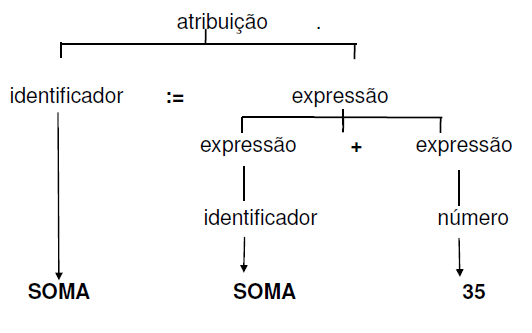 atribuição .
identificador := expressão
expressão + expressão
identificador número
SOMA SOMA 35